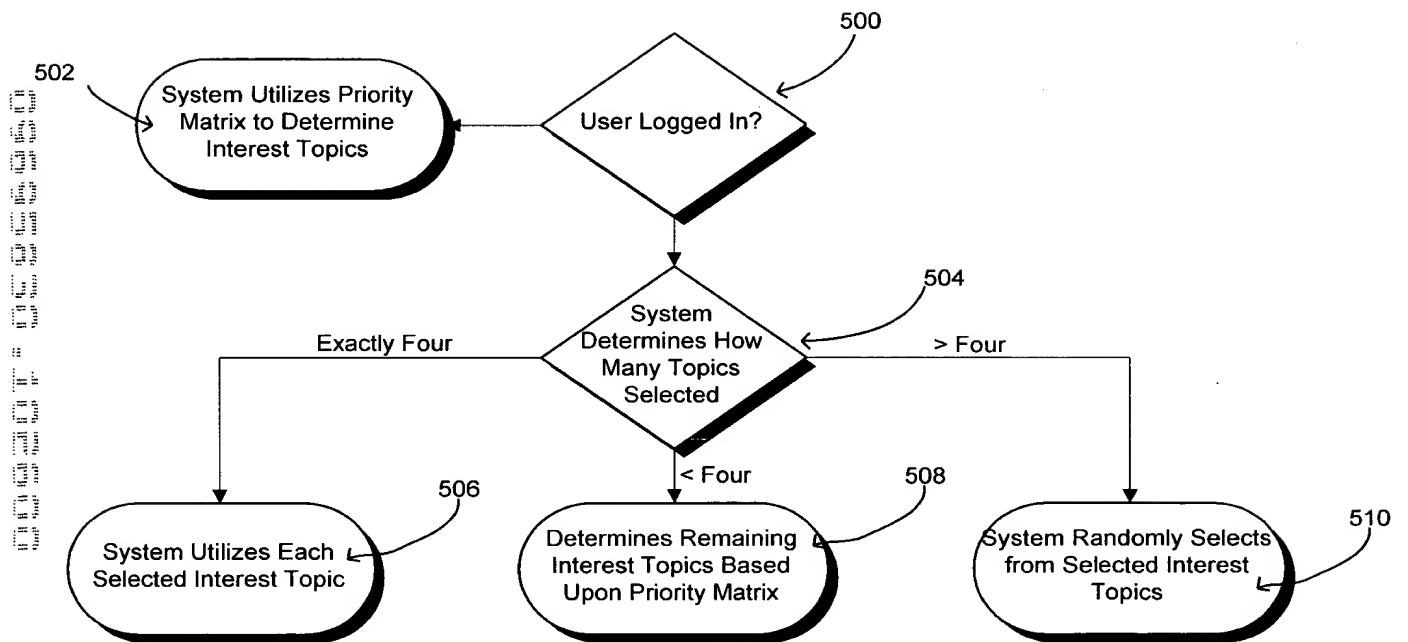 500
502
System Utilizes Priority
Matrix to Determine
Interest Topics
User Logged In?
504
System
Determines How
Many Topics
Selected
Exactly Four
> Four
< Four
506
508
510
System Utilizes Each
Selected Interest Topic
Determines Remaining
Interest Topics Based
Upon Priority Matrix
System Randomly Selects
from Selected Interest
Topics